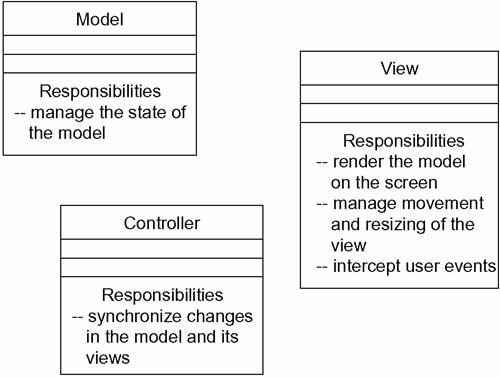 Model
Responsibilities
-- manage the state of
the model
View
Responsibilities
-- render the model
on the screen
-- manage movement
and resizing of the
view
-- intercept user events
Controller
Responsibilities
-- synchronize changes
in the model and its
views